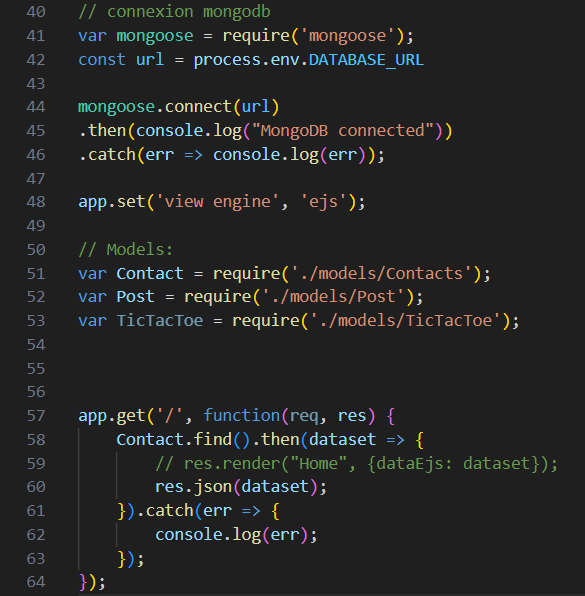 40 // connexion mongodb
41 var mongoose = require('mongoose');
42 const url = process.env.DATABASE_URL
43
44 mongoose.connect(url)
45 .then(console.log("MongoDB connected"))
46 .catch(err => console.log(err));
47
48 app.set('view engine', 'ejs');
49
50 // Models:
51 var Contact = require('./models/Contacts');
52 var Post = require('./models/Post');
53 var TicTacToe = require('./models/TicTacToe');
54
55
56
57 app.get('/', function(req, res) {
58     Contact.find().then(dataset => {
59         // res.render("Home", {dataEjs: dataset});
60         res.json(dataset);
61     }).catch(err => {
62         console.log(err);
63     });
64 });